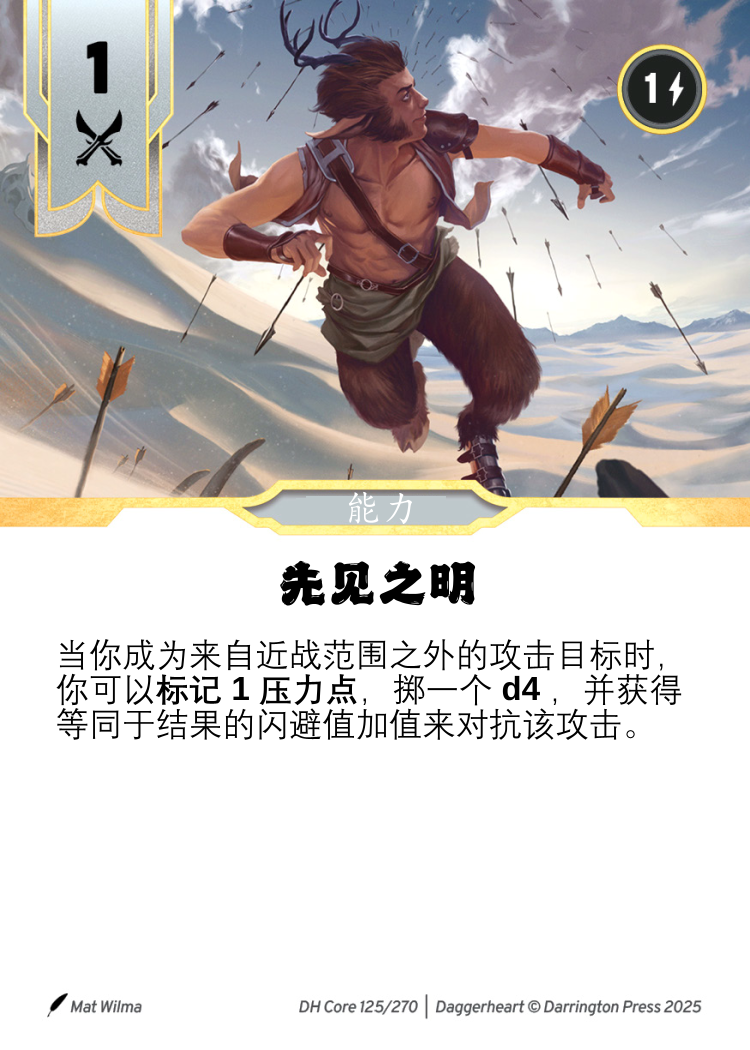 1
1
能力
先见之明
当你成为来自近战范围之外的攻击目标时，
你可以标记 1 压力点，掷一个 d4 ，并获得
等同于结果的闪避值加值来对抗该攻击。
Mat Wilma
DH Core 125/270 | Daggerheart © Darrington Press 2025